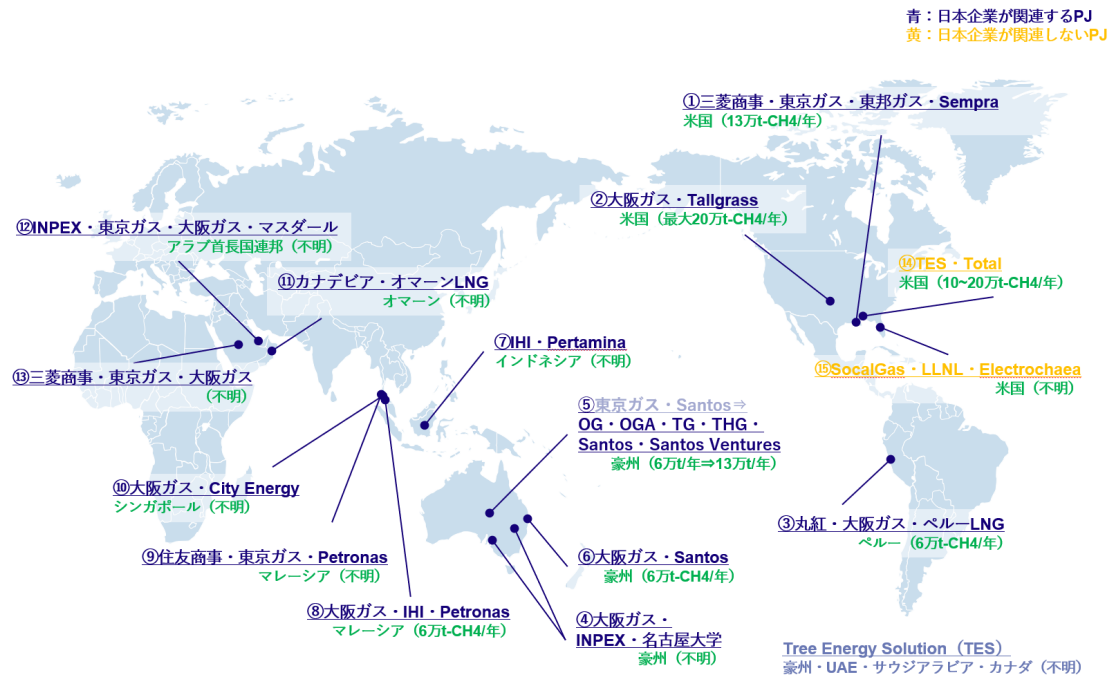 青：日本企業が関連するPJ
黄：日本企業が関連しないPJ
①三菱商事・東京ガス・東邦ガス・Sempra
米国（13万t-CH4/年）
②大阪ガス・Tallgrass
米国（最大20万t-CH4/年）
⑫INPEX・東京ガス・大阪ガス・マスダール
アラブ首長国連邦（不明）
⑪カナデビア・オマーンLNG
オマーン（不明）
⑭TES・Total
米国（10~20万t-CH4/年）
⑦IHI・Pertamina
インドネシア（不明）
⑬三菱商事・東京ガス・大阪ガス
（不明）
⑮SocalGas・LLNL・Electrochaea
米国（不明）
⑤東京ガス・Santos⇒
OG・OGA・TG・THG・
Santos・Santos Ventures
豪州（6万t/年⇒13万t/年）
⑩大阪ガス・City Energy
シンガポール（不明）
③丸紅・大阪ガス・ペルーLNG
ペルー（6万t-CH4/年）
⑨住友商事・東京ガス・Petronas
マレーシア（不明）
⑥大阪ガス・Santos
豪州（6万t-CH4/年）
⑧大阪ガス・IHI・Petronas
マレーシア（6万t-CH4/年）
④大阪ガス・
INPEX・名古屋大学
豪州（不明）
Tree Energy Solution（TES）
豪州・UAE・サウジアラビア・カナダ（不明）